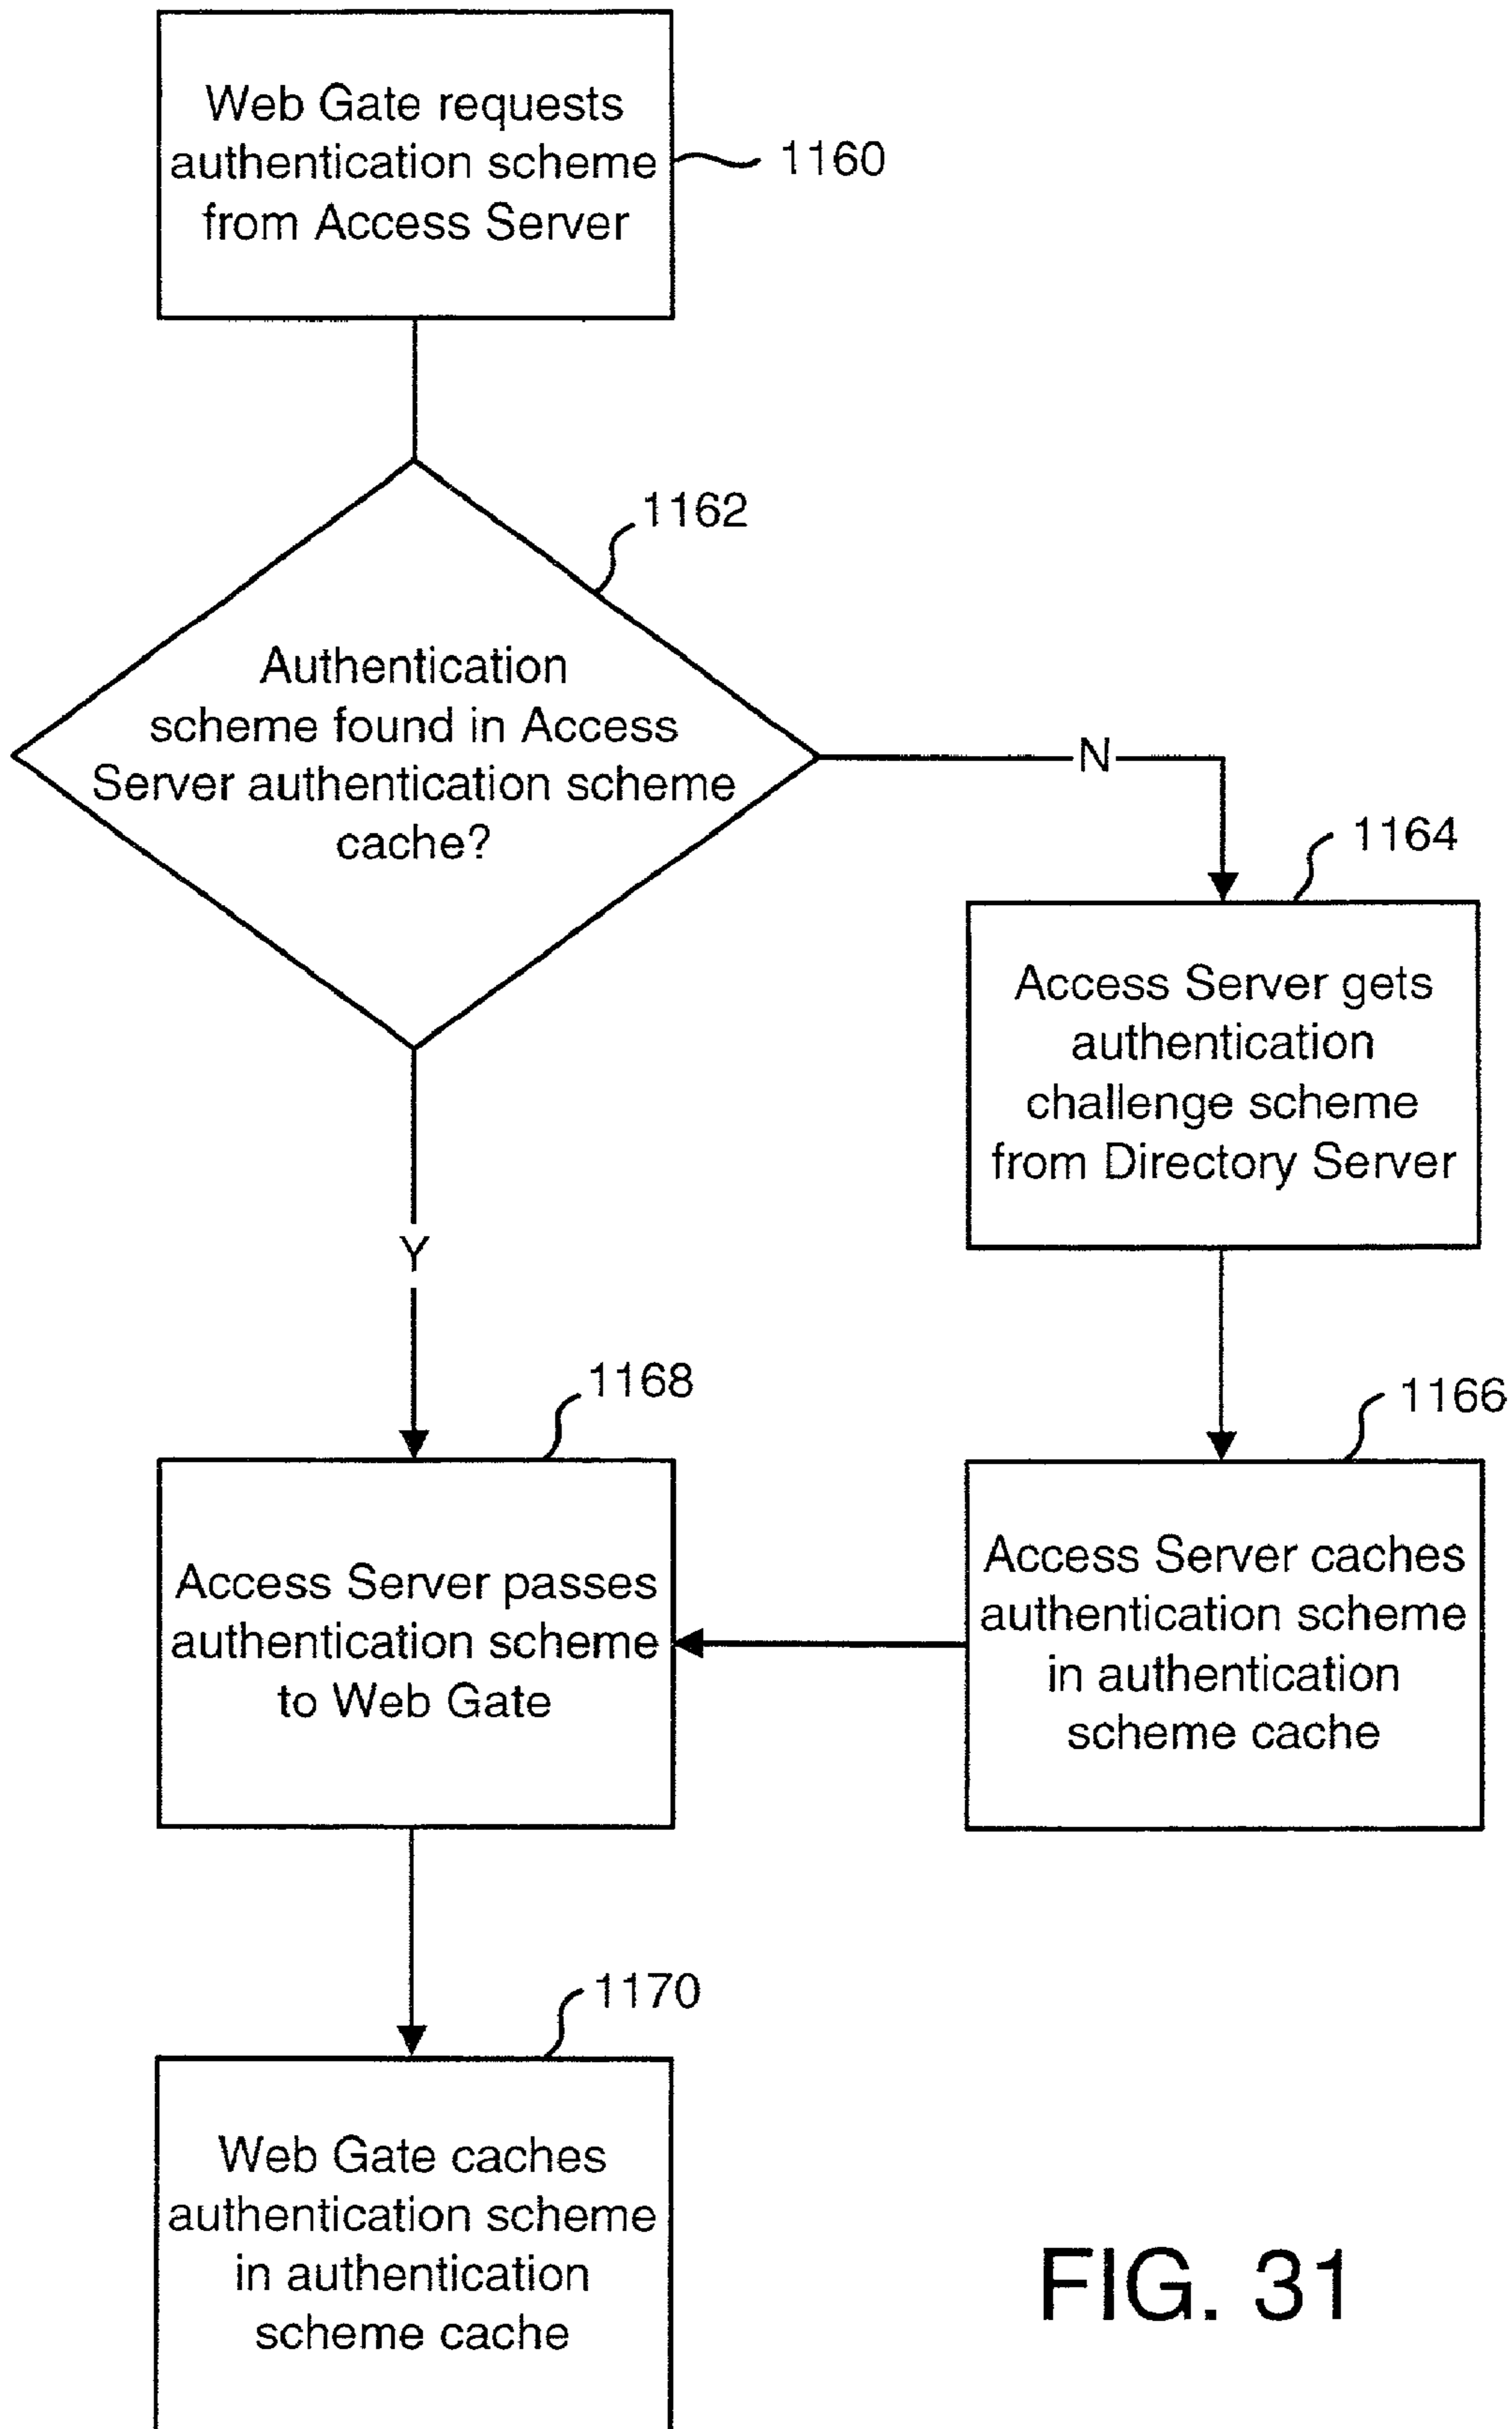 Web Gate requests
authentication scheme
from Access Server
1160
1162
Authentication
scheme found in Access
Server authentication scheme
cache?
N
1164
Access Server gets
authentication
challenge scheme
from Directory Server
Y
1168
1166
Access Server passes
authentication scheme
to Web Gate
Access Server caches
authentication scheme
in authentication
scheme cache
1170
Web Gate caches
authentication scheme
in authentication
scheme cache
FIG. 31